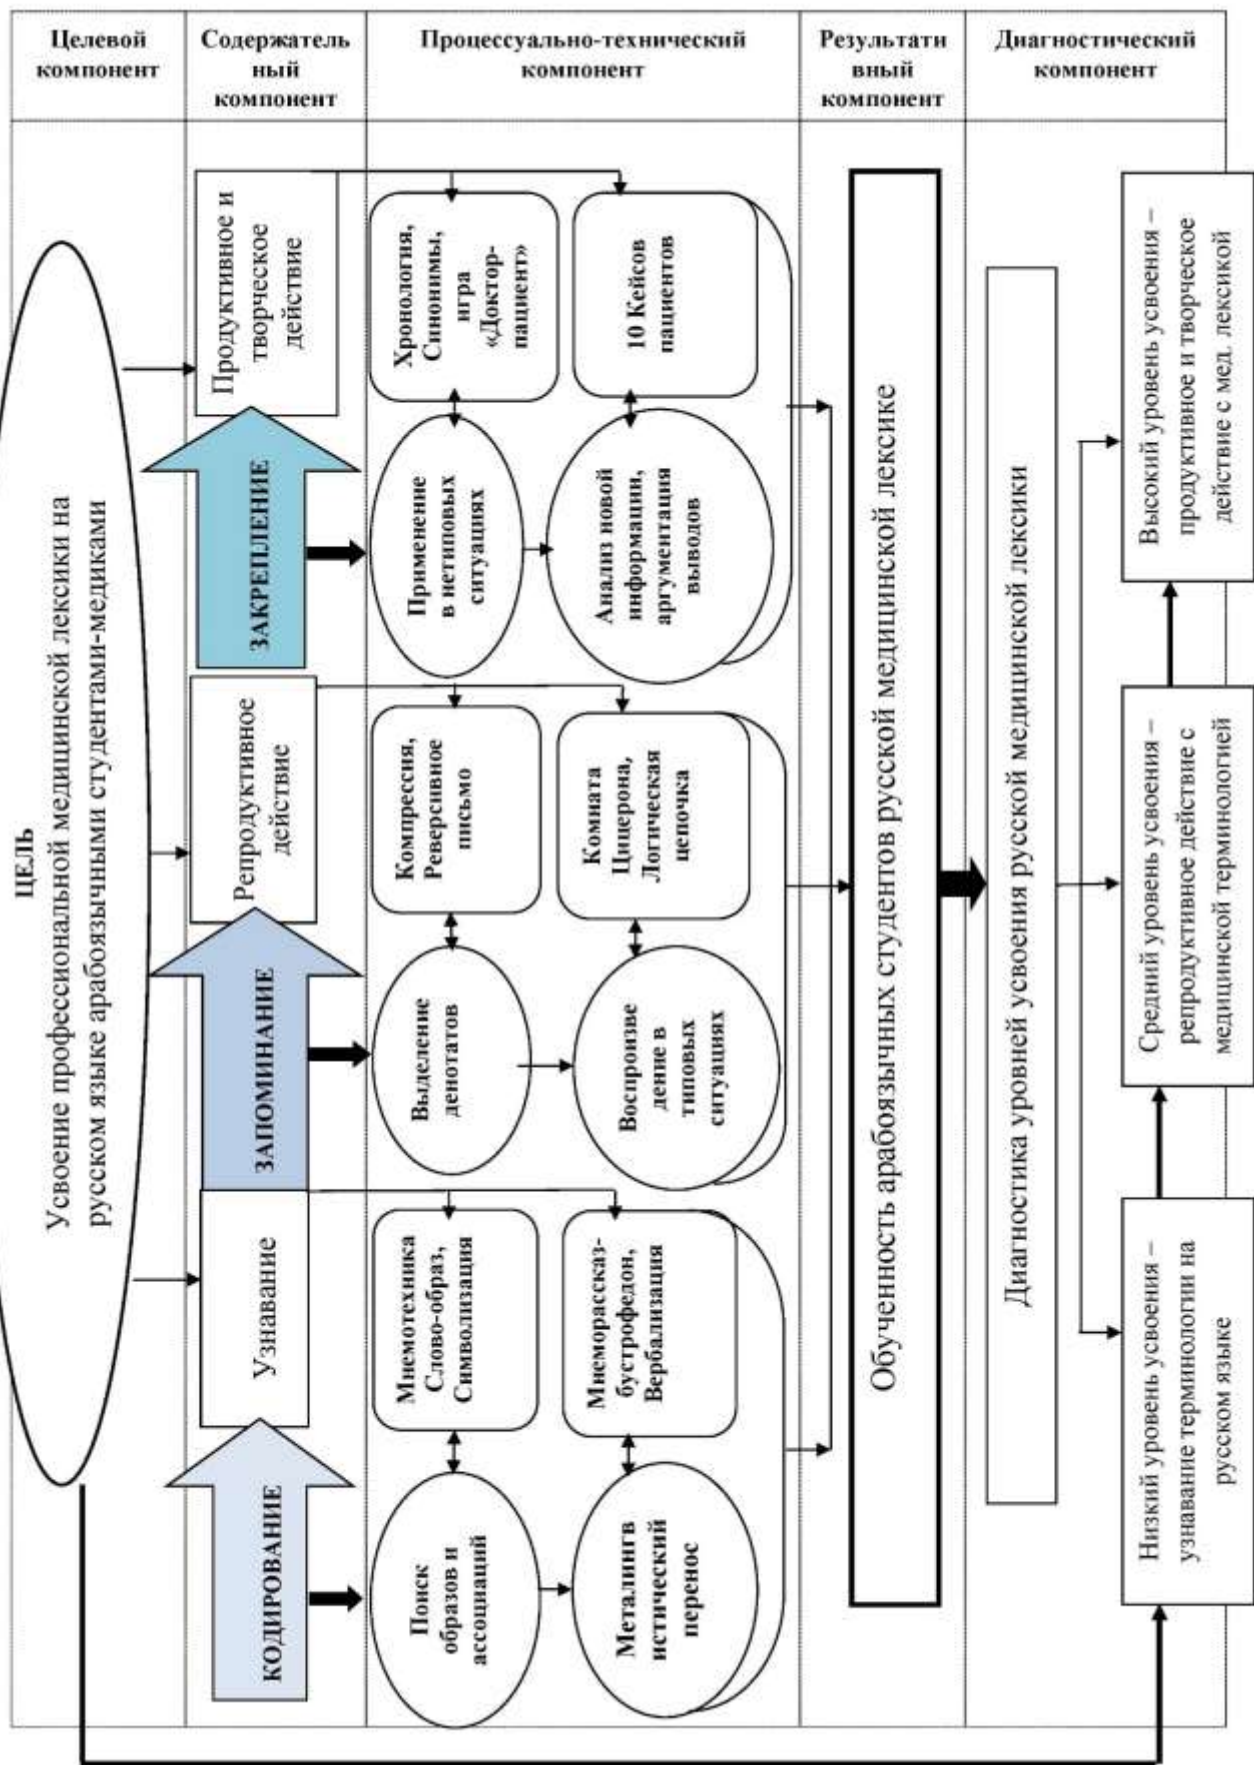 Целевой
компонент
Содержатель
ный
компонент
Процессуально-технический
компонент
Результати
вный
компонент
Диагностический
компонент
ЦЕЛЬ
Усвоение профессиональной медицинской лексики на
русском языке арабоязычными студентами-медиками
КОДИРОВАНИЕ
Узнавание
ЗАПОМИНАНИЕ
Репродуктивное
действие
ЗАКРЕПЛЕНИЕ
Продуктивное и
творческое
действие
Поиск
образов и
ассоциаций
Мнемотехника
Слово-образ,
Символизация
Выделение
денотатов
Компрессия,
Реверсивное
письмо
Применение
в нетиповых
ситуациях
Хронология,
Синонимы,
игра
«Доктор-
пациент»
Металингв
истический
перенос
Мнеморассказ-
бустрофедон,
Вербализация
Воспроизве
дение в
типовых
ситуациях
Комната
Цицерона,
Логическая
цепочка
Анализ новой
информации,
аргументация
выводов
10 Кейсов
пациентов
Обученность арабоязычных студентов русской медицинской лексике
Диагностика уровней усвоения русской медицинской лексики
Низкий уровень усвоения –
узнавание терминологии на
русском языке
Средний уровень усвоения –
репродуктивное действие с
медицинской терминологией
Высокий уровень усвоения –
продуктивное и творческое
действие с мед. лексикой